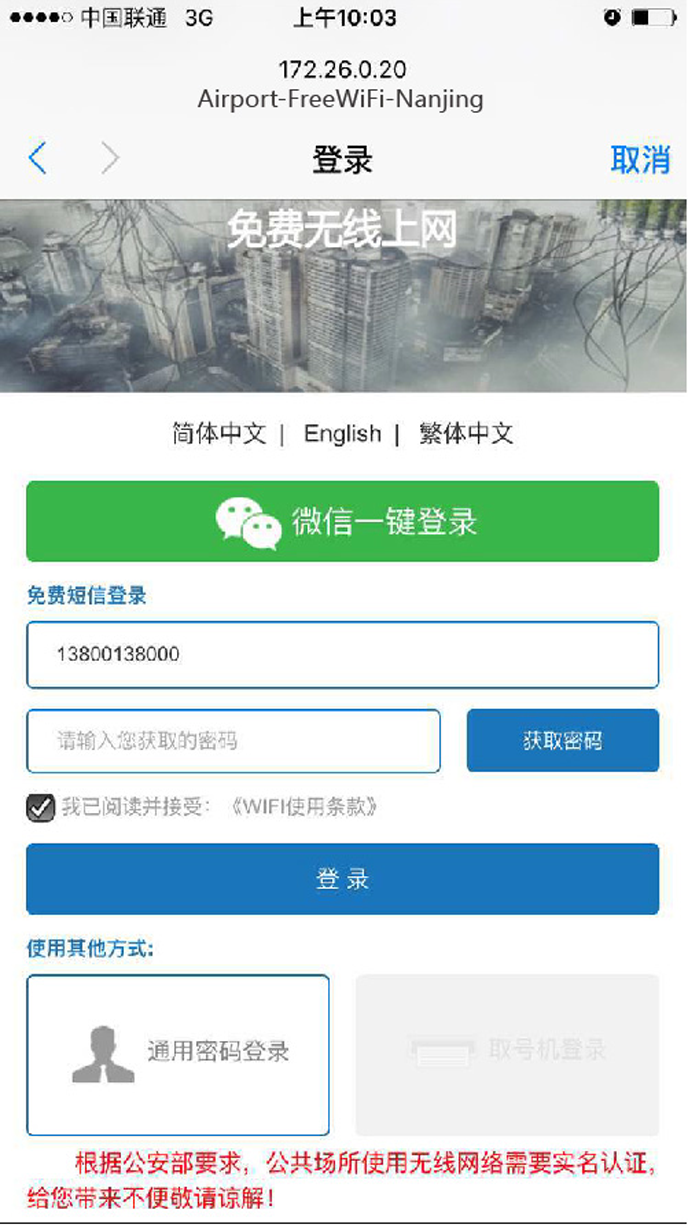 中国联通 3G 上午10:03
172.26.0.20
Airport-FreeWiFi-Nanjing
登录 取消
免费无线上网
简体中文 | English | 繁体中文
微信一键登录
免费短信登录
13800138000
请输入您获取的密码 获取密码
我已阅读并接受:《WIFI使用条款》
登 录
使用其他方式:
通用密码登录 取号机登录
根据公安部要求，公共场所使用无线网络需要实名认证，
给您带来不便敬请谅解！